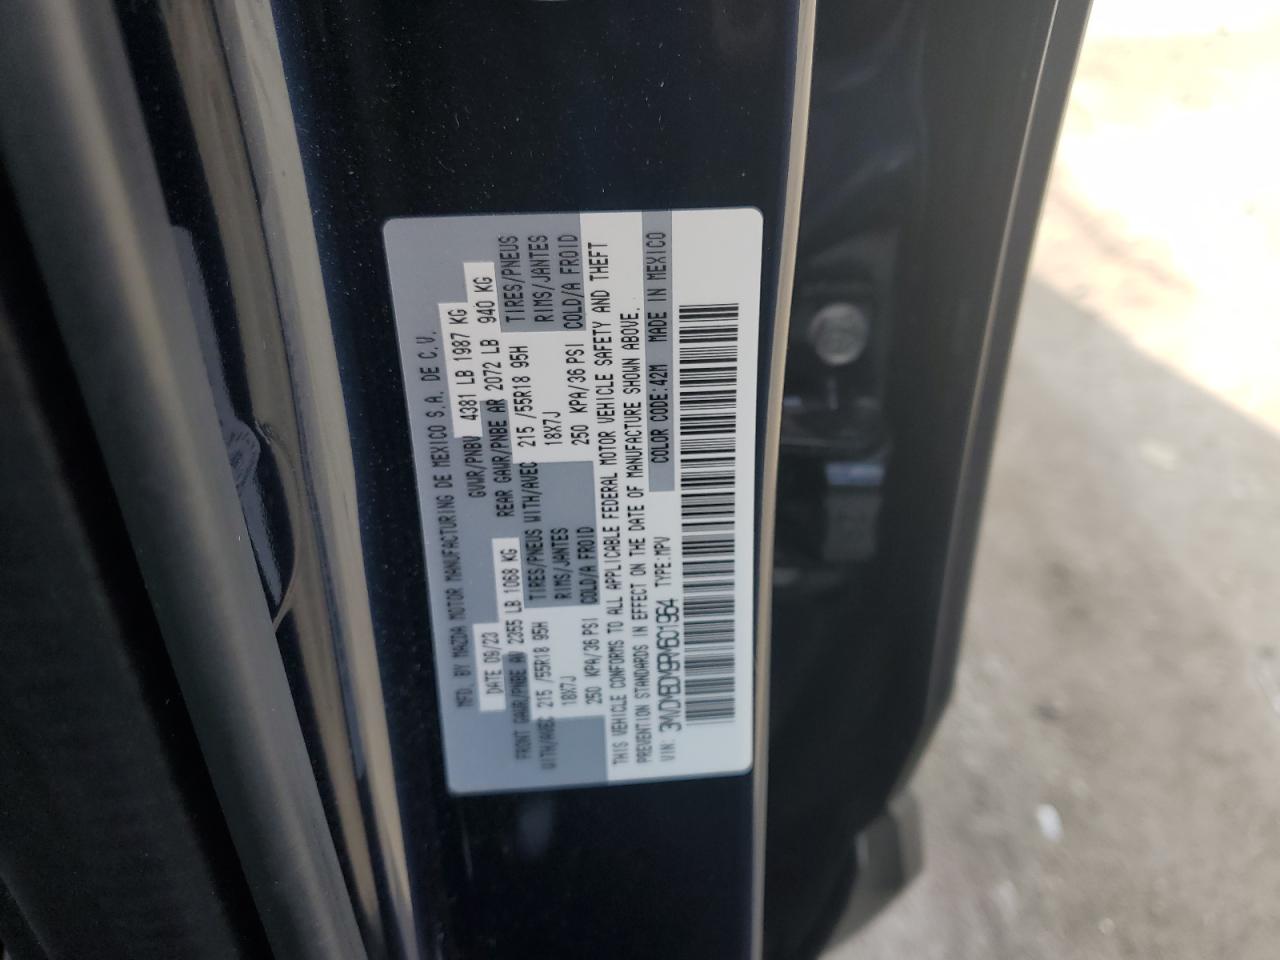 MFD. BY MAZDA MOTOR MANUFACTURING DE MEXICO S.A. DE C.V.
DATE 09/23 GVWR/PNBV 4381 LB 1987 KG
FRONT GAWR/PNBE AV 2355 LB 1068 KG REAR GAWR/PNBE AR 2072 LB 940 KG
WITH/AVEC 215 /55R18 95H TIRES/PNEUS WITH/AVEC 215 /55R18 95H TIRES/PNEUS
18X7J RIMS/JANTES 18X7J RIMS/JANTES
250 KPA/36 PSI COLD/A FROID 250 KPA/36 PSI COLD/A FROID
THIS VEHICLE CONFORMS TO ALL APPLICABLE FEDERAL MOTOR VEHICLE SAFETY AND THEFT
PREVENTION STANDARDS IN EFFECT ON THE DATE OF MANUFACTURE SHOWN ABOVE.
VIN: 3MVDMBDM9RM601964 TYPE:MPV COLOR CODE:42M MADE IN MEXICO